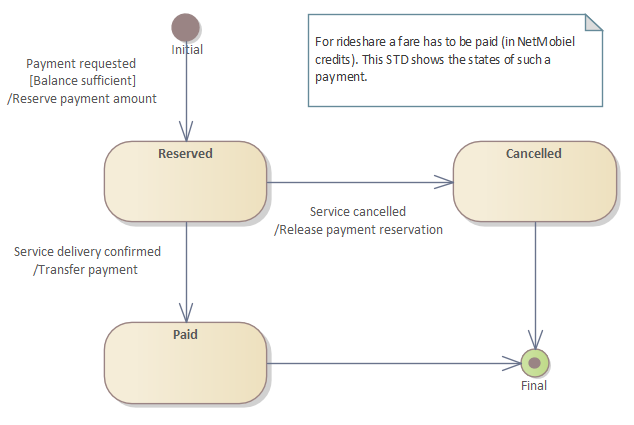 Initial
For rideshare a fare has to be paid (in NetMobiel
credits). This STD shows the states of such a
payment.
Payment requested
[Balance sufficient]
/Reserve payment amount
Reserved
Cancelled
Service cancelled
/Release payment reservation
Service delivery confirmed
/Transfer payment
Paid
Final